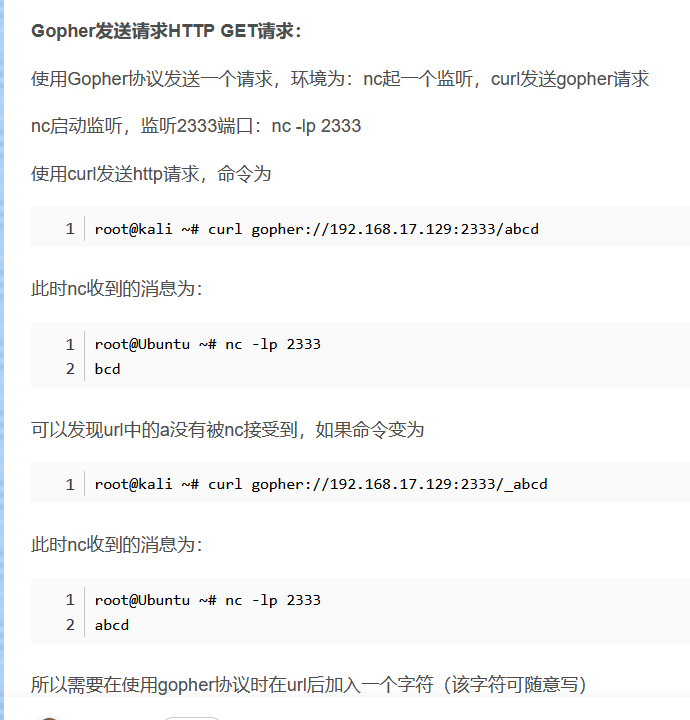 Gopher发送请求HTTP GET请求：
使用Gopher协议发送一个请求，环境为：nc起一个监听，curl发送gopher请求
nc启动监听，监听2333端口：nc -lp 2333
使用curl发送http请求，命令为
1 root@kali ~# curl gopher://192.168.17.129:2333/abcd
此时nc收到的消息为：
1 root@Ubuntu ~# nc -lp 2333
2 bcd
可以发现url中的a没有被nc接受到，如果命令变为
1 root@kali ~# curl gopher://192.168.17.129:2333/_abcd
此时nc收到的消息为：
1 root@Ubuntu ~# nc -lp 2333
2 abcd
所以需要在使用gopher协议时在url后加入一个字符（该字符可随意写）